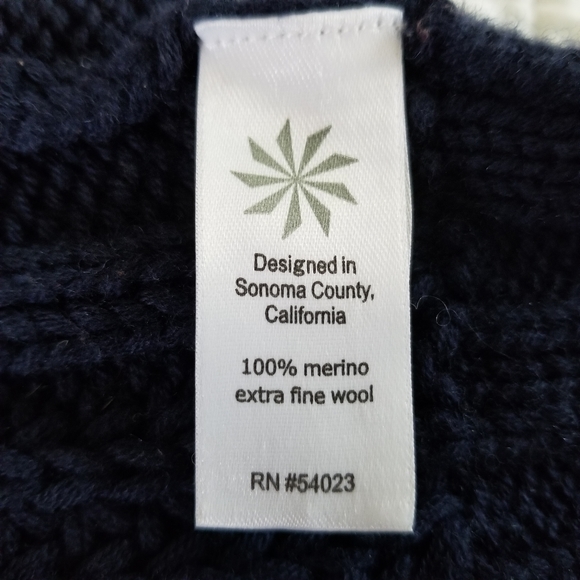 Designed in
Sonoma County,
California
100% merino
extra fine wool
RN #54023